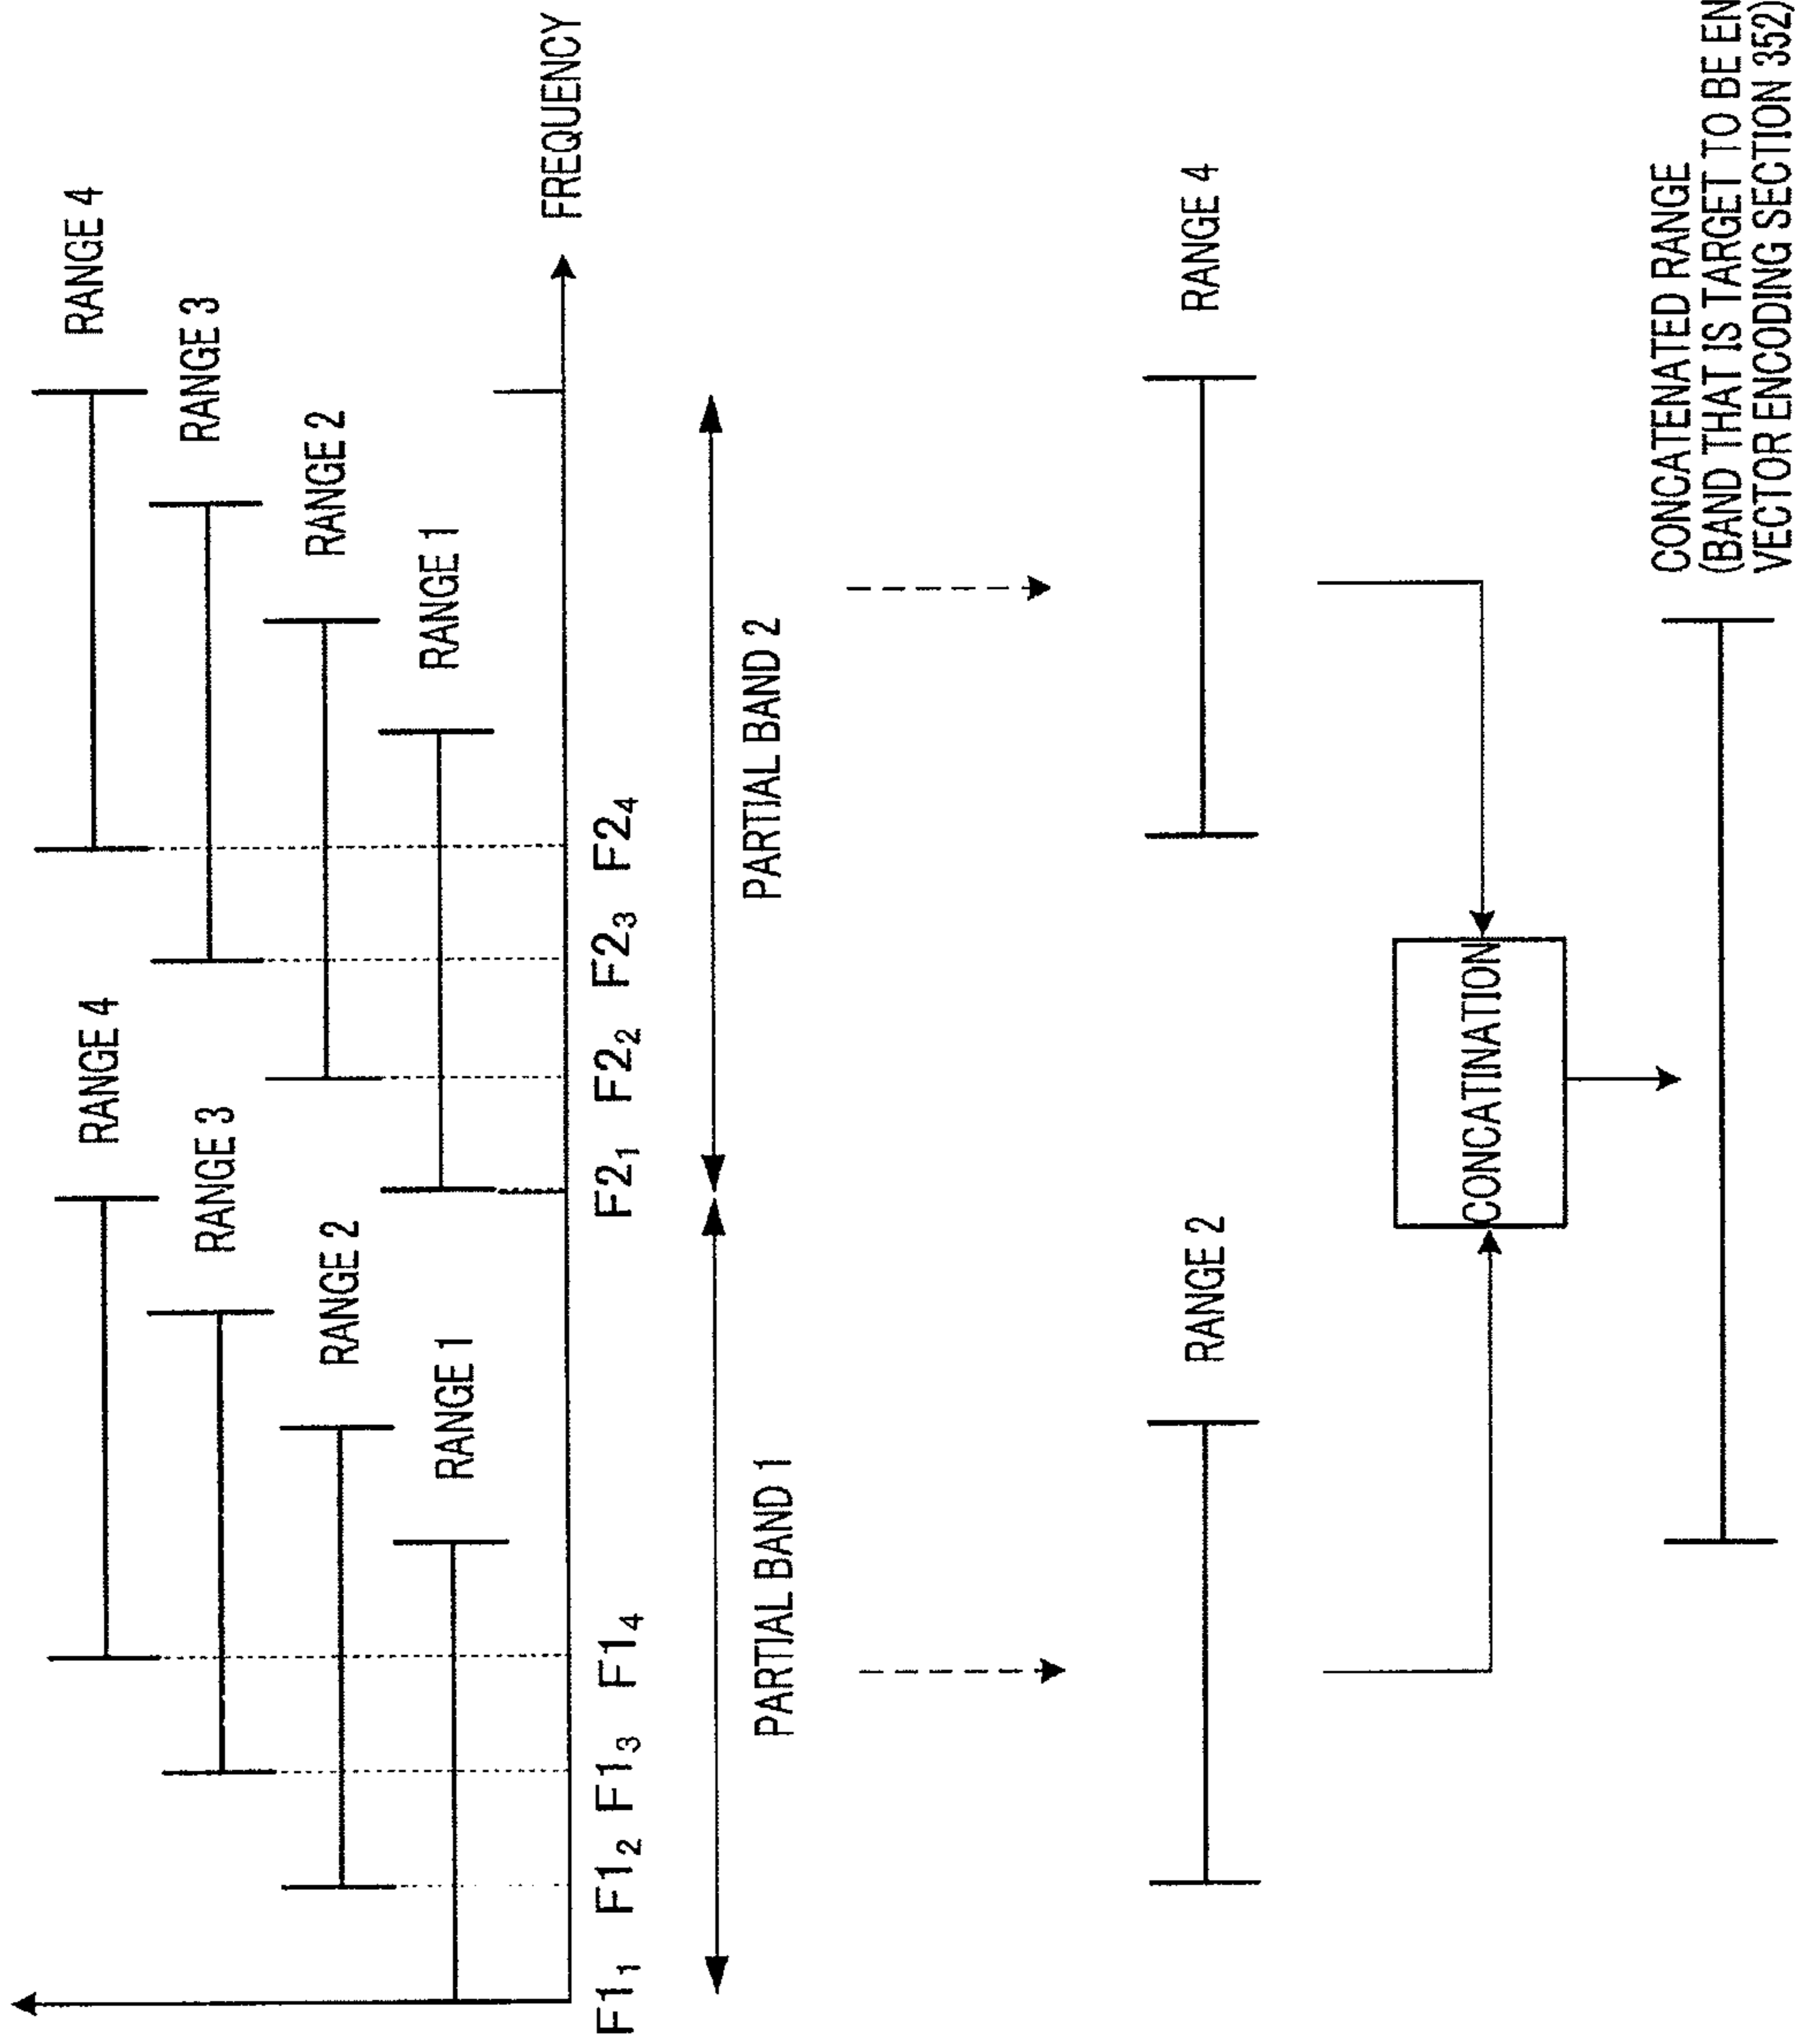 RANGE 4
RANGE 4
RANGE 3
RANGE 3
RANGE 2
RANGE 2
RANGE 1
RANGE 1
FREQUENCY
F1₁ F1₂ F1₃ F1₄ F2₁ F2₂ F2₃ F2₄
PARTIAL BAND 1
PARTIAL BAND 2
RANGE 2
RANGE 4
CONCATINATION
CONCATENATED RANGE
(BAND THAT IS TARGET TO BE EN
VECTOR ENCODING SECTION 352)